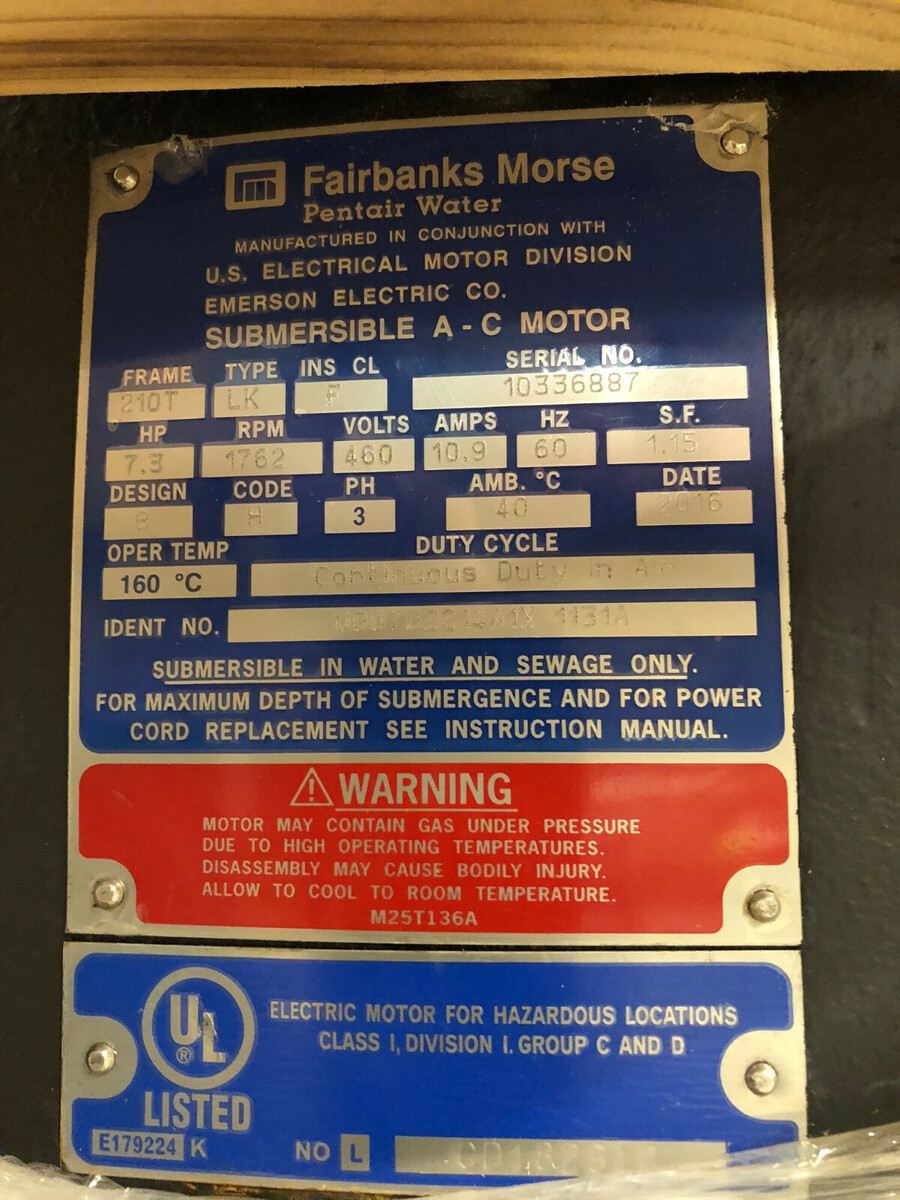 Fairbanks Morse
Pentair Water
MANUFACTURED IN CONJUNCTION WITH
U.S. ELECTRICAL MOTOR DIVISION
EMERSON ELECTRIC CO.
SUBMERSIBLE A - C MOTOR
FRAME TYPE INS CL SERIAL NO.
210T LK F 10336887
HP RPM VOLTS AMPS HZ S.F.
7.3 1762 460 10.9 60 1.15
DESIGN CODE PH AMB. °C DATE
B H 3 40 2016
OPER TEMP DUTY CYCLE
160 °C Continuous Duty in Air
IDENT NO. 1131A
SUBMERSIBLE IN WATER AND SEWAGE ONLY.
FOR MAXIMUM DEPTH OF SUBMERGENCE AND FOR POWER
CORD REPLACEMENT SEE INSTRUCTION MANUAL.
WARNING
MOTOR MAY CONTAIN GAS UNDER PRESSURE
DUE TO HIGH OPERATING TEMPERATURES.
DISASSEMBLY MAY CAUSE BODILY INJURY.
ALLOW TO COOL TO ROOM TEMPERATURE.
M25T136A
UL ®
ELECTRIC MOTOR FOR HAZARDOUS LOCATIONS
CLASS I, DIVISION I. GROUP C AND D
LISTED
E179224 K NO L